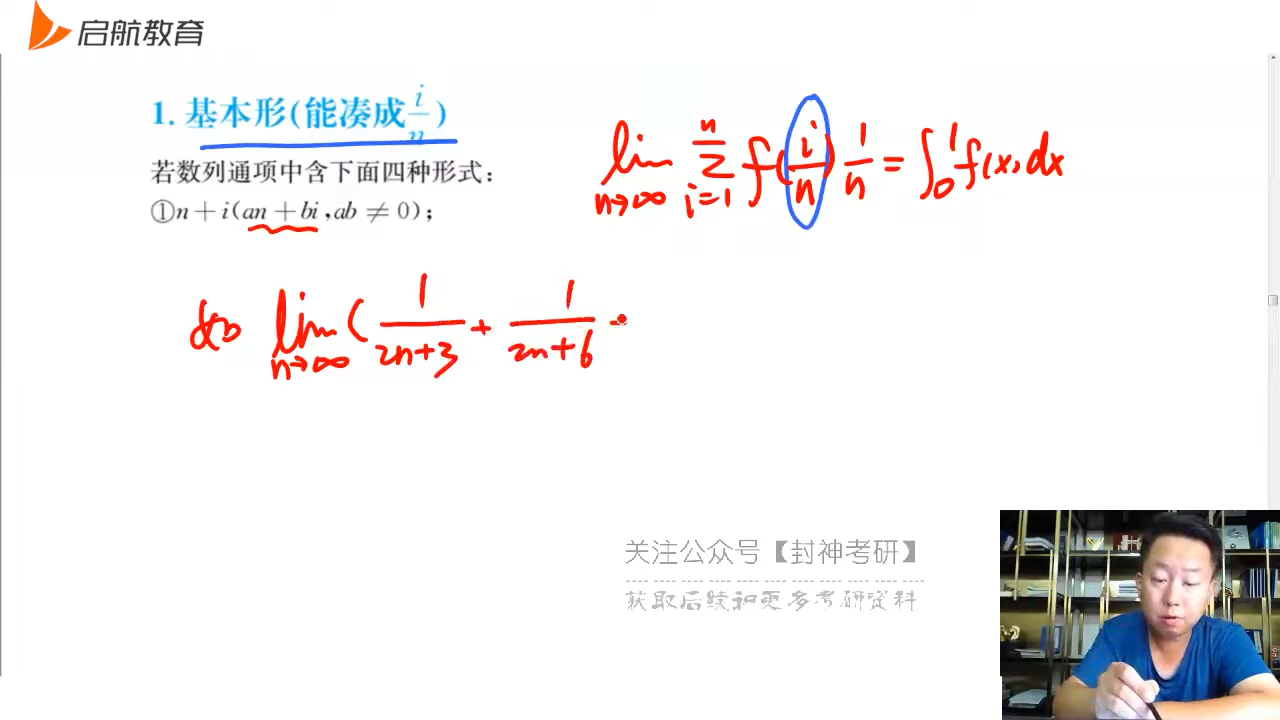 启航教育
1. 基本形(能凑成i/n)
若数列通项中含下面四种形式:
①n+i(an+bi,ab≠0);
lim n→∞ n Σ i=1 f(i/n) 1/n = ∫₀¹ f(x)dx
如 lim n→∞ ( 1/2n+3 + 1/2n+6
关注公众号【封神考研】
获取后续和更多考研资料